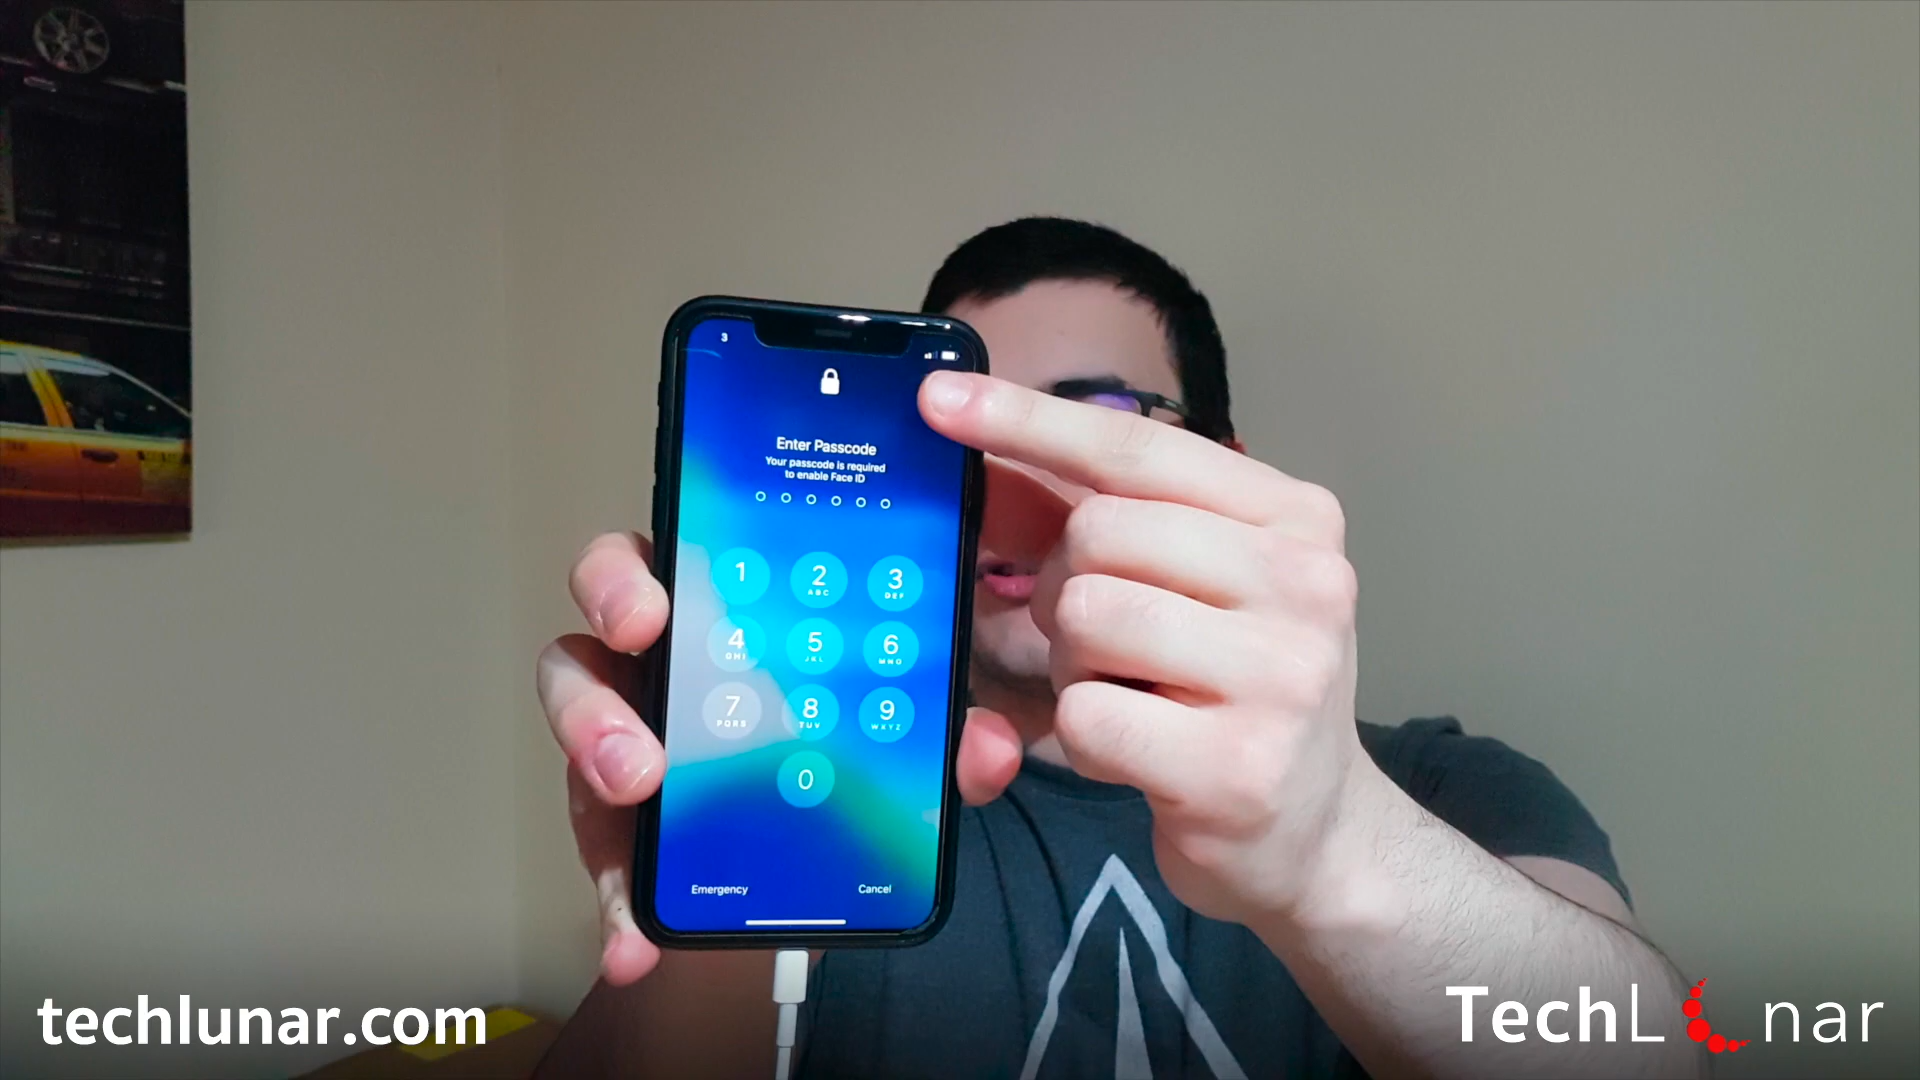 3
Enter Passcode
Your passcode is required
to enable Face ID
1
2
ABC
3
DEF
4
GHI
5
JKL
6
MNO
7
PQRS
8
TUV
9
WXYZ
0
Emergency
Cancel
techlunar.com
TechLunar